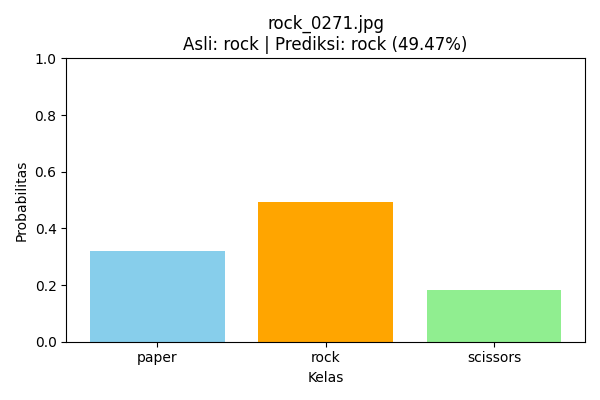 rock_0271.jpg
Asli: rock | Prediksi: rock (49.47%)
1.0
0.8
0.6
0.4
0.2
0.0
Probabilitas
paper rock scissors
Kelas